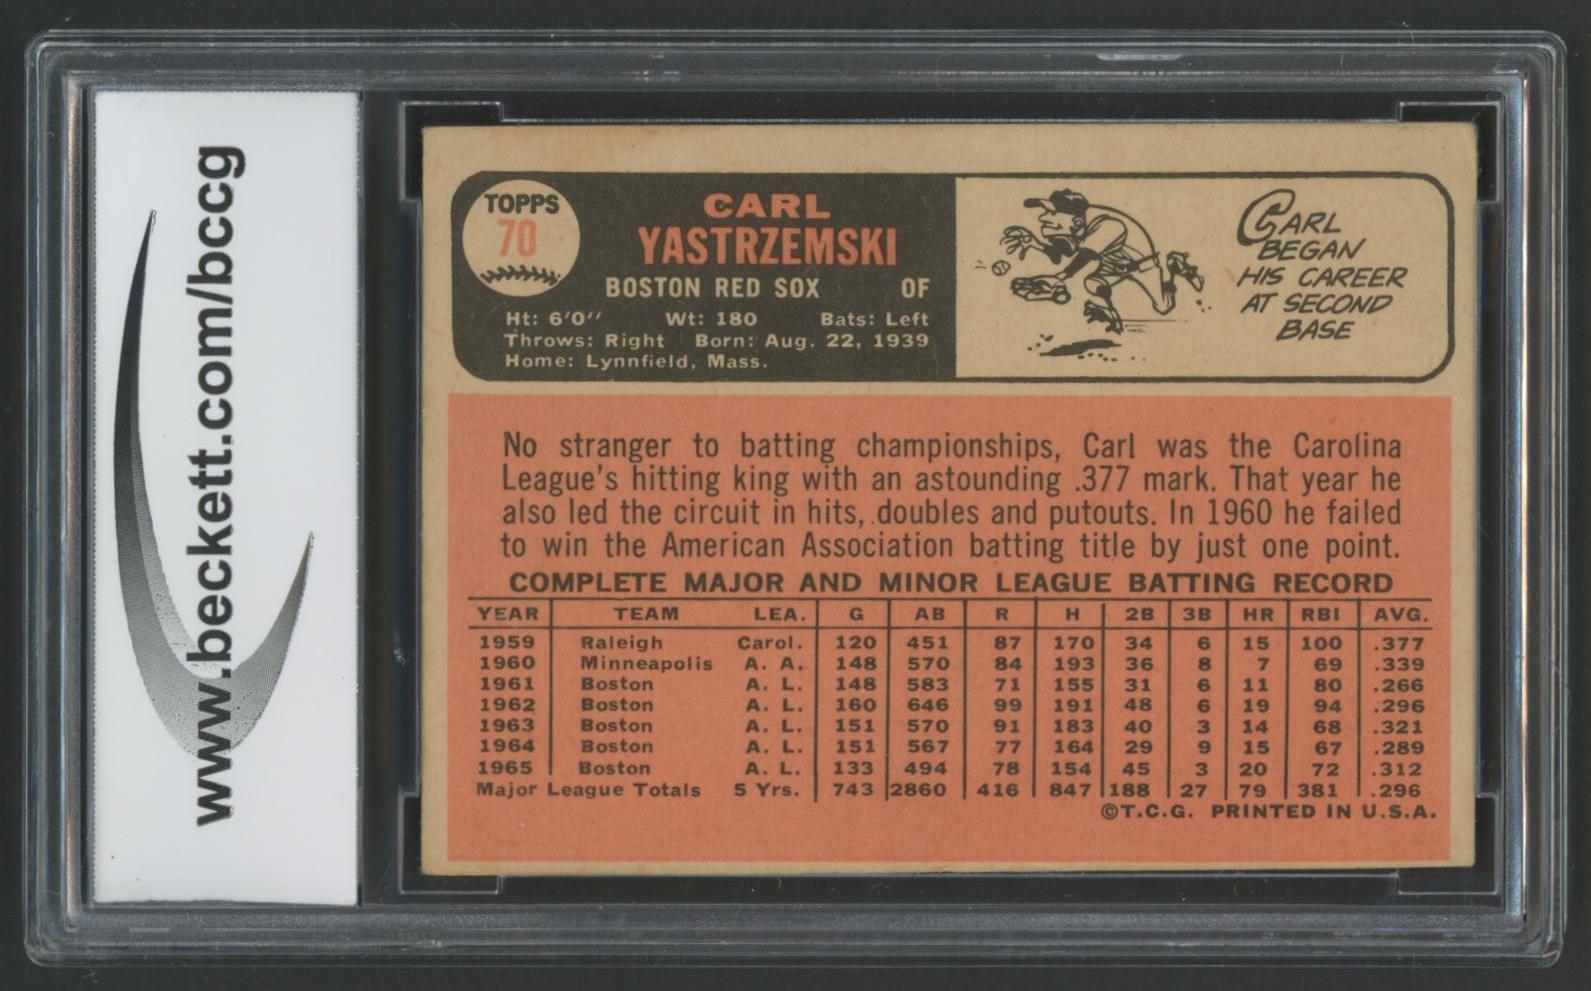 www.beckett.com/bccg
TOPPS
70
CARL
YASTRZEMSKI
BOSTON RED SOX OF
Ht: 6'0'' Wt: 180 Bats: Left
Throws: Right Born: Aug. 22, 1939
Home: Lynnfield, Mass.
CARL
BEGAN
HIS CAREER
AT SECOND
BASE
No stranger to batting championships, Carl was the Carolina
League's hitting king with an astounding .377 mark. That year he
also led the circuit in hits, doubles and putouts. In 1960 he failed
to win the American Association batting title by just one point.
COMPLETE MAJOR AND MINOR LEAGUE BATTING RECORD
YEAR TEAM LEA. G AB R H 2B 3B HR RBI AVG.
1959 Raleigh Carol. 120 451 87 170 34 6 15 100 .377
1960 Minneapolis A. A. 148 570 84 193 36 8 7 69 .339
1961 Boston A. L. 148 583 71 155 31 6 11 80 .266
1962 Boston A. L. 160 646 99 191 48 6 19 94 .296
1963 Boston A. L. 151 570 91 183 40 3 14 68 .321
1964 Boston A. L. 151 567 77 164 29 9 15 67 .289
1965 Boston A. L. 133 494 78 154 45 3 20 72 .312
Major League Totals 5 Yrs. 743 2860 416 847 188 27 79 381 .296
©T.C.G. PRINTED IN U.S.A.